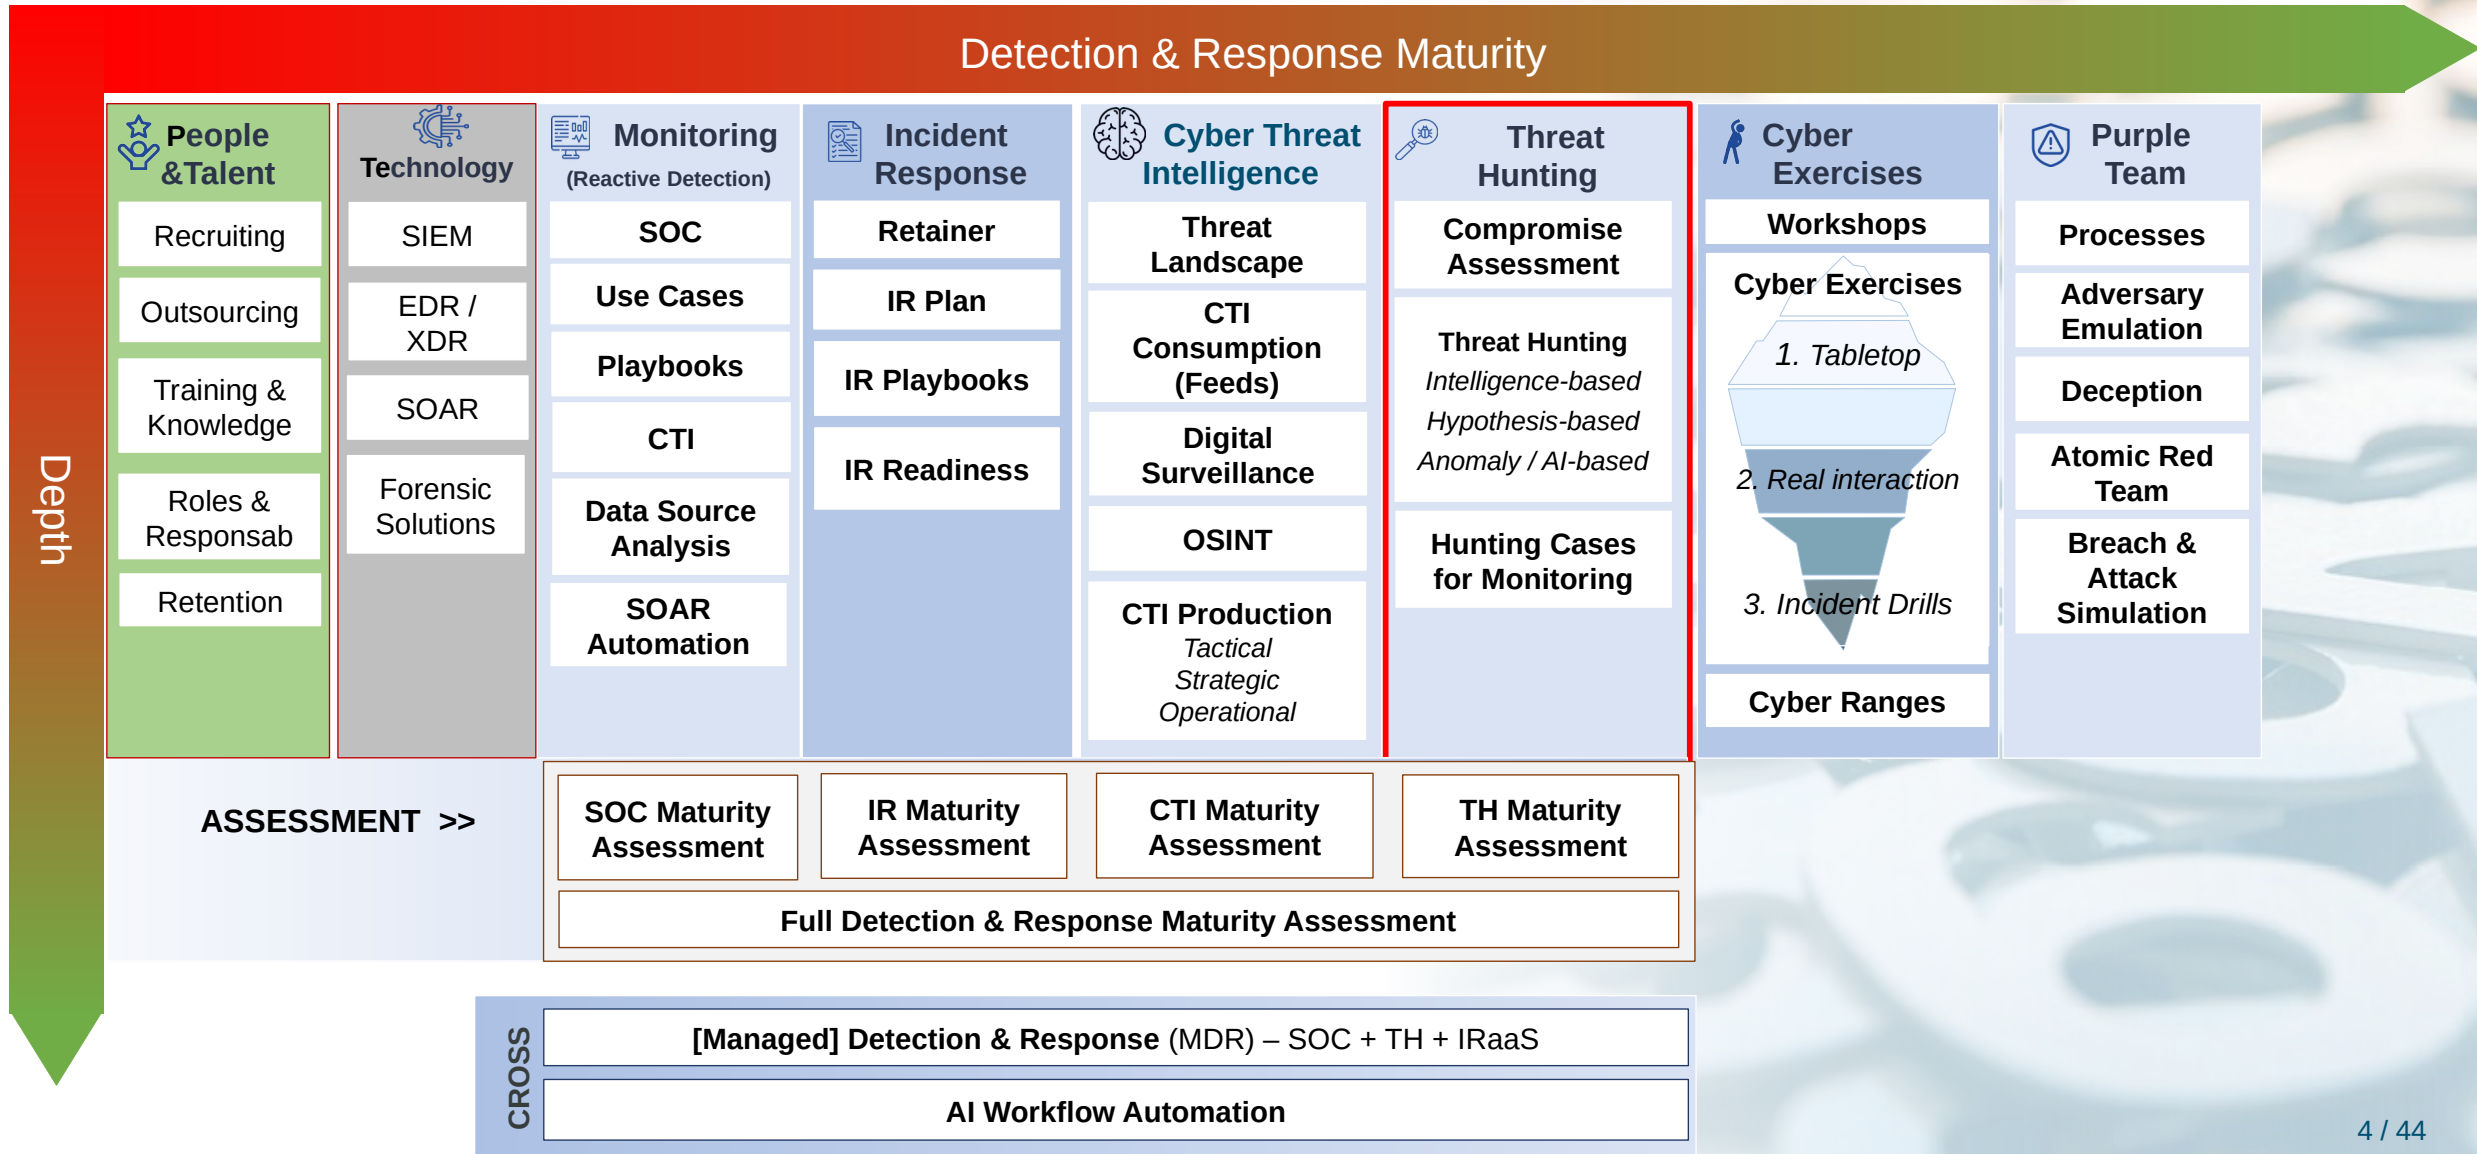 Detection & Response Maturity
Depth
People
&Talent
Recruiting
Outsourcing
Training &
Knowledge
Roles &
Responsab
Retention
Technology
SIEM
EDR /
XDR
SOAR
Forensic
Solutions
Monitoring
(Reactive Detection)
SOC
Use Cases
Playbooks
CTI
Data Source
Analysis
SOAR
Automation
Incident
Response
Retainer
IR Plan
IR Playbooks
IR Readiness
Cyber Threat
Intelligence
Threat
Landscape
CTI
Consumption
(Feeds)
Digital
Surveillance
OSINT
CTI Production
Tactical
Strategic
Operational
Threat
Hunting
Compromise
Assessment
Threat Hunting
Intelligence-based
Hypothesis-based
Anomaly / AI-based
Hunting Cases
for Monitoring
Cyber
Exercises
Workshops
Cyber Exercises
1. Tabletop
2. Real interaction
3. Incident Drills
Cyber Ranges
Purple
Team
Processes
Adversary
Emulation
Deception
Atomic Red
Team
Breach &
Attack
Simulation
ASSESSMENT >>
SOC Maturity
Assessment
IR Maturity
Assessment
CTI Maturity
Assessment
TH Maturity
Assessment
Full Detection & Response Maturity Assessment
CROSS
[Managed] Detection & Response (MDR) – SOC + TH + IRaaS
AI Workflow Automation
4 / 44